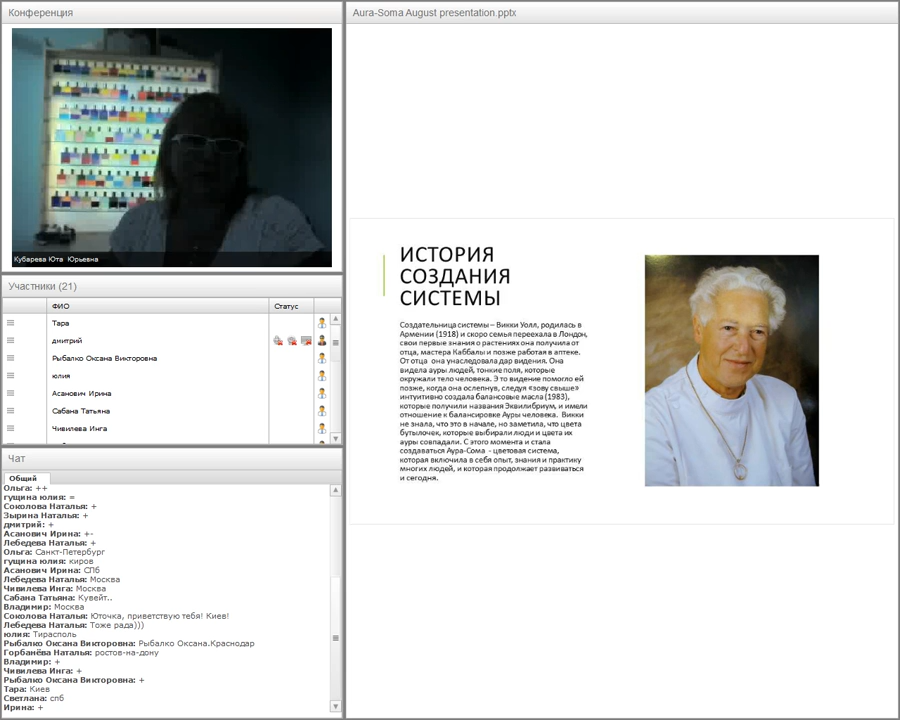 Конференция
Кубарева Юта Юрьевна
Участники (21)
ФИО
Статус
Тара
дмитрий
Рыбалко Оксана Викторовна
юлия
Асанович Ирина
Сабана Татьяна
Чивилева Инга
Чат
Общий
Ольга: ++
гущина юлия: =
Соколова Наталья: +
Зырина Наталья: +
дмитрий: +
Асанович Ирина: +-
Лебедева Наталья: +
Ольга: Санкт-Петербург
гущина юлия: киров
Асанович Ирина: СПб
Лебедева Наталья: Москва
Чивилева Инга: Москва
Сабана Татьяна: Кувейт..
Владимир: Москва
Соколова Наталья: Юточка, приветствую тебя! Киев!
Лебедева Наталья: Тоже рада)))
юлия: Тирасполь
Рыбалко Оксана Викторовна: Рыбалко Оксана.Краснодар
Горбанёва Наталья: ростов-на-дону
Владимир: +
Чивилева Инга: +
Рыбалко Оксана Викторовна: +
Тара: Киев
Светлана: спб
Ирина: +
Aura-Soma August presentation.pptx
ИСТОРИЯ
СОЗДАНИЯ
СИСТЕМЫ
Создательница системы – Викки Уолл, родилась в
Армении (1918) и скоро семья переехала в Лондон,
свои первые знания о растениях она получила от
отца, мастера Каббалы и позже работая в аптеке.
От отца она унаследовала дар видения. Она
видела ауры людей, тонкие поля, которые
окружали тело человека. Это видение помогло ей
позже, когда она ослепнув, следуя «зову свыше»
интуитивно создала балансовые масла (1983),
которые получили названия Эквилибриум, и имели
отношение к балансировке Ауры человека. Викки
не знала, что это в начале, но заметила, что цвета
бутылочек, которые выбирали люди и цвета их
ауры совпадали. С этого момента и стала
создаваться Аура-Сома - цветовая система,
которая включила в себя опыт, знания и практику
многих людей, и которая продолжает развиваться
и сегодня.